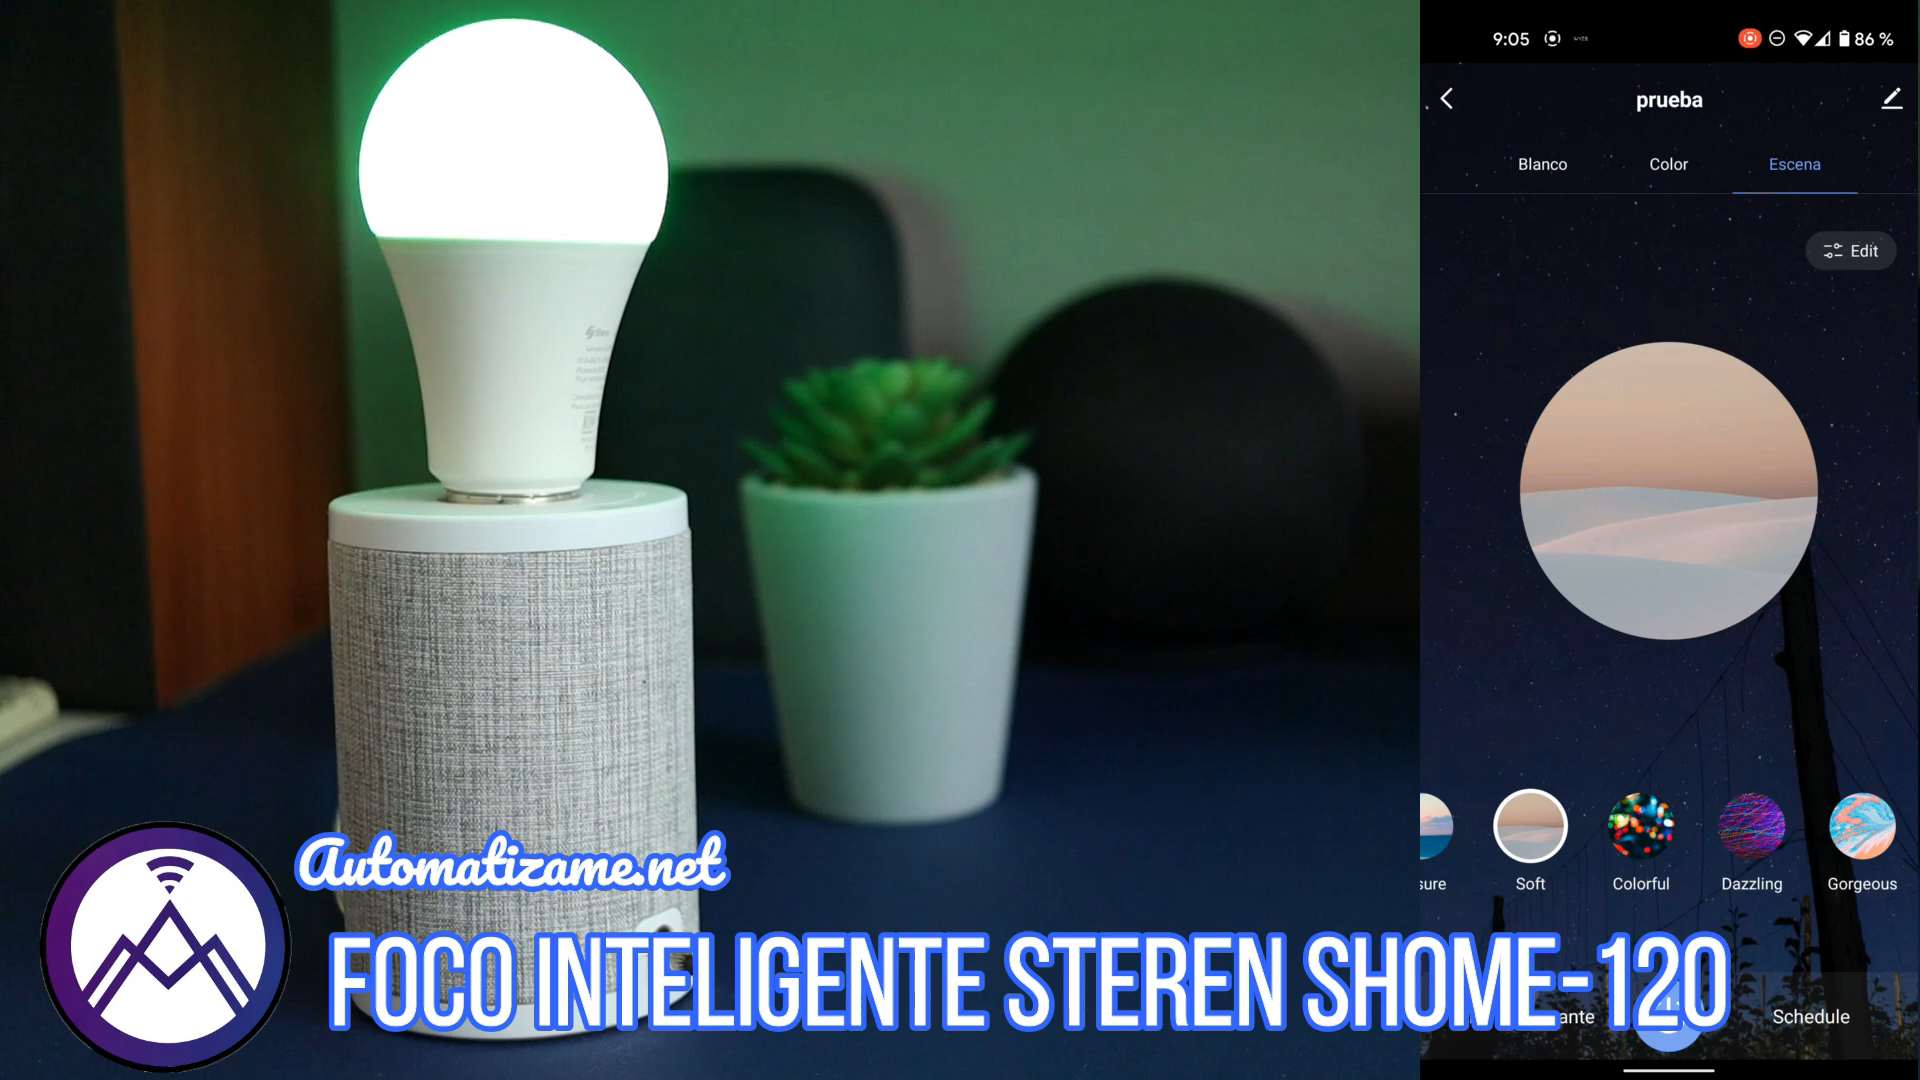 9:05
WYZE
86 %
prueba
Blanco
Color
Escena
Edit
sure
Soft
Colorful
Dazzling
Gorgeous
Automatizame.net
FOCO INTELIGENTE STEREN SHOME-120
ante
Schedule